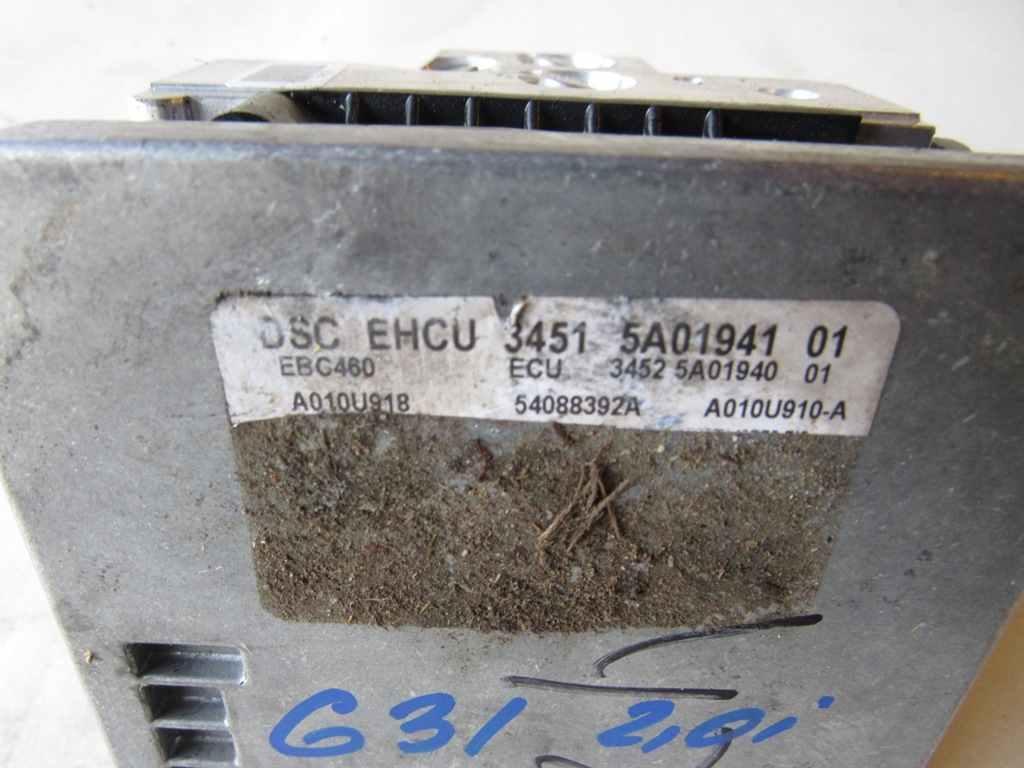 DSC EHCU 3451 5A01941 01
EBC460 ECU 3452 5A01940 01
A010U918 54088392A A010U910-A
G31 2,0i